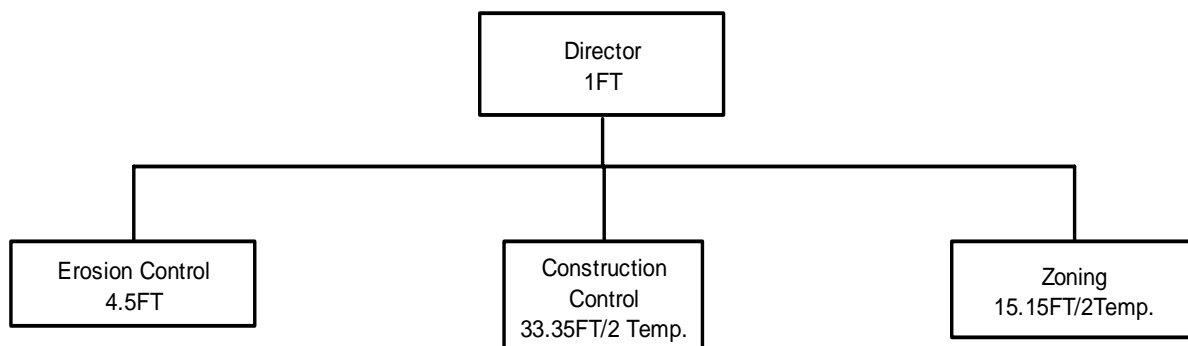 Director
1FT
Erosion Control
4.5FT
Construction
Control
33.35FT/2 Temp.
Zoning
15.15FT/2Temp.